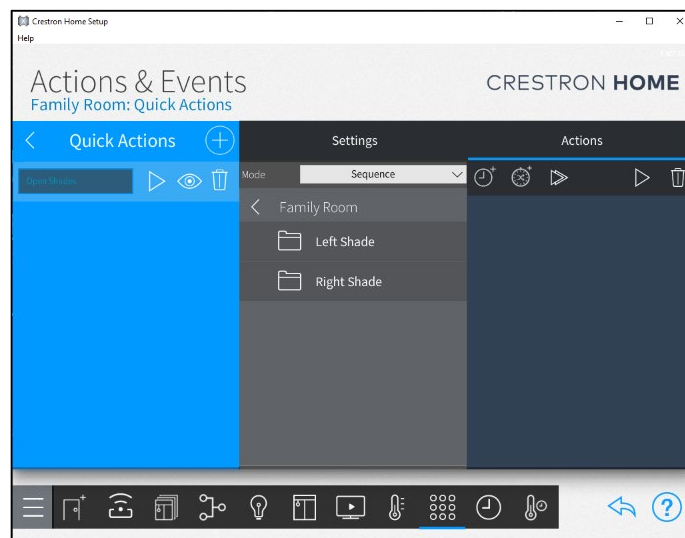 Crestron Home Setup
Help
Actions & Events
CRESTRON HOME
Family Room: Quick Actions
Quick Actions
Settings
Actions
Open Shades
Mode
Sequence
Family Room
Left Shade
Right Shade
?